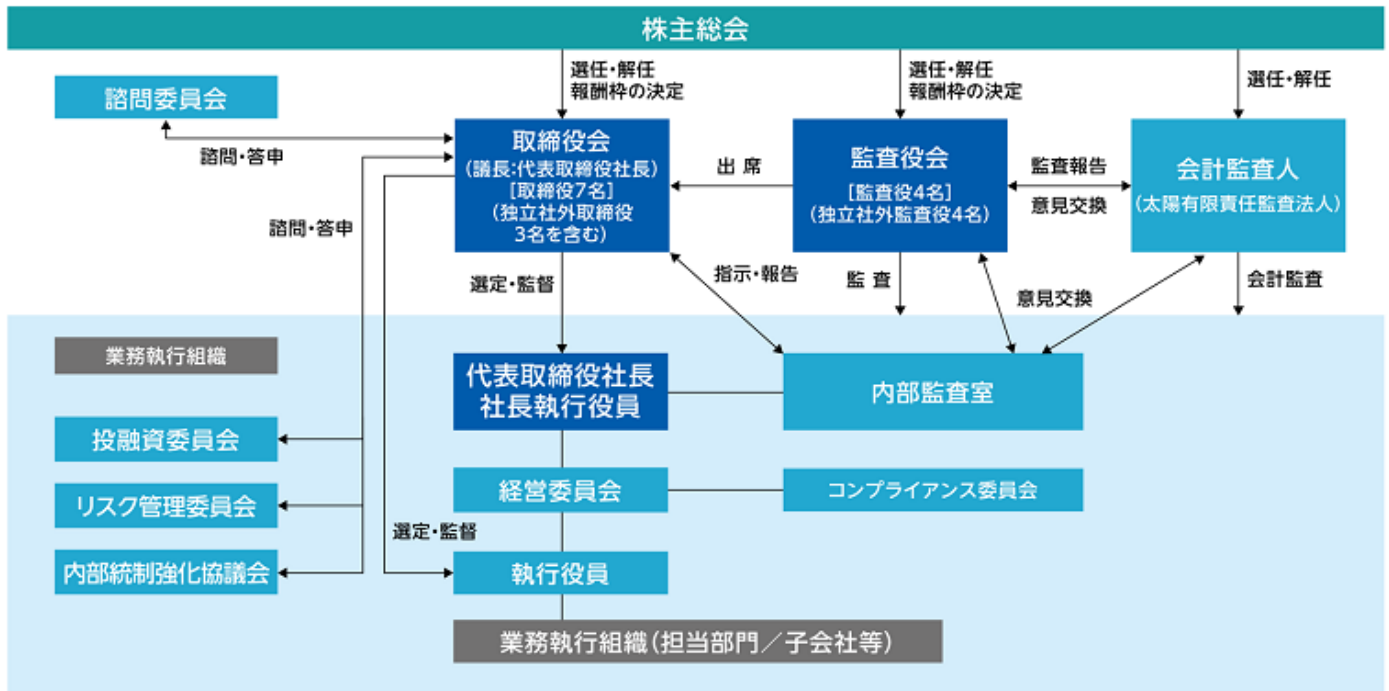 株主総会
選任・解任
報酬枠の決定
選任・解任
報酬枠の決定
選任・解任
諮問委員会
諮問・答申
取締役会
(議長:代表取締役社長)
[取締役7名]
(独立社外取締役
3名を含む)
出 席
監査役会
[監査役4名]
(独立社外監査役4名)
監査報告
意見交換
会計監査人
(太陽有限責任監査法人)
諮問・答申
選定・監督
指示・報告
監 査
意見交換
会計監査
業務執行組織
代表取締役社長
社長執行役員
内部監査室
投融資委員会
経営委員会
コンプライアンス委員会
リスク管理委員会
選定・監督
内部統制強化協議会
執行役員
業務執行組織(担当部門／子会社等)